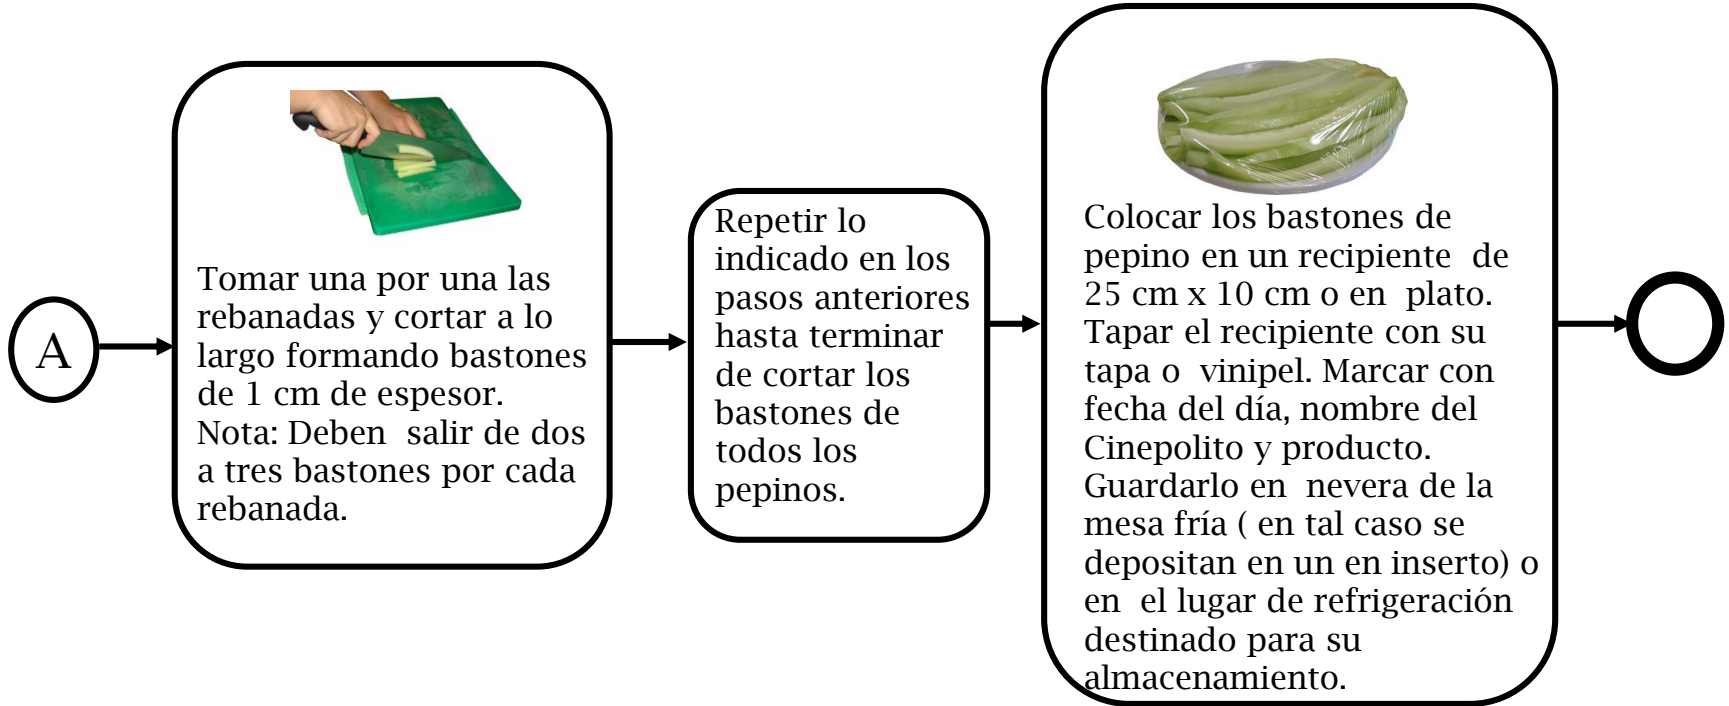 A
Tomar una por una las
rebanadas y cortar a lo
largo formando bastones
de 1 cm de espesor.
Nota: Deben  salir de dos
a tres bastones por cada
rebanada.
Repetir lo
indicado en los
pasos anteriores
hasta terminar
de cortar los
bastones de
todos los
pepinos.
Colocar los bastones de
pepino en un recipiente  de
25 cm x 10 cm o en  plato.
Tapar el recipiente con su
tapa o  vinipel. Marcar con
fecha del día, nombre del
Cinepolito y producto.
Guardarlo en  nevera de la
mesa fría ( en tal caso se
depositan en un en inserto) o
en  el lugar de refrigeración
destinado para su
almacenamiento.